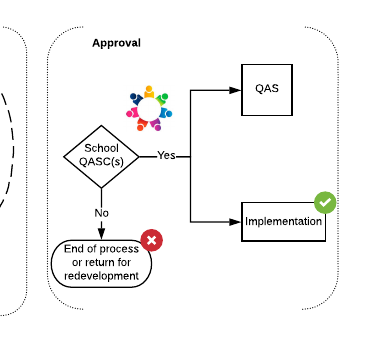 Approval
QAS
School
QASC(s)
Yes
No
Implementation
End of process
or return for
redevelopment